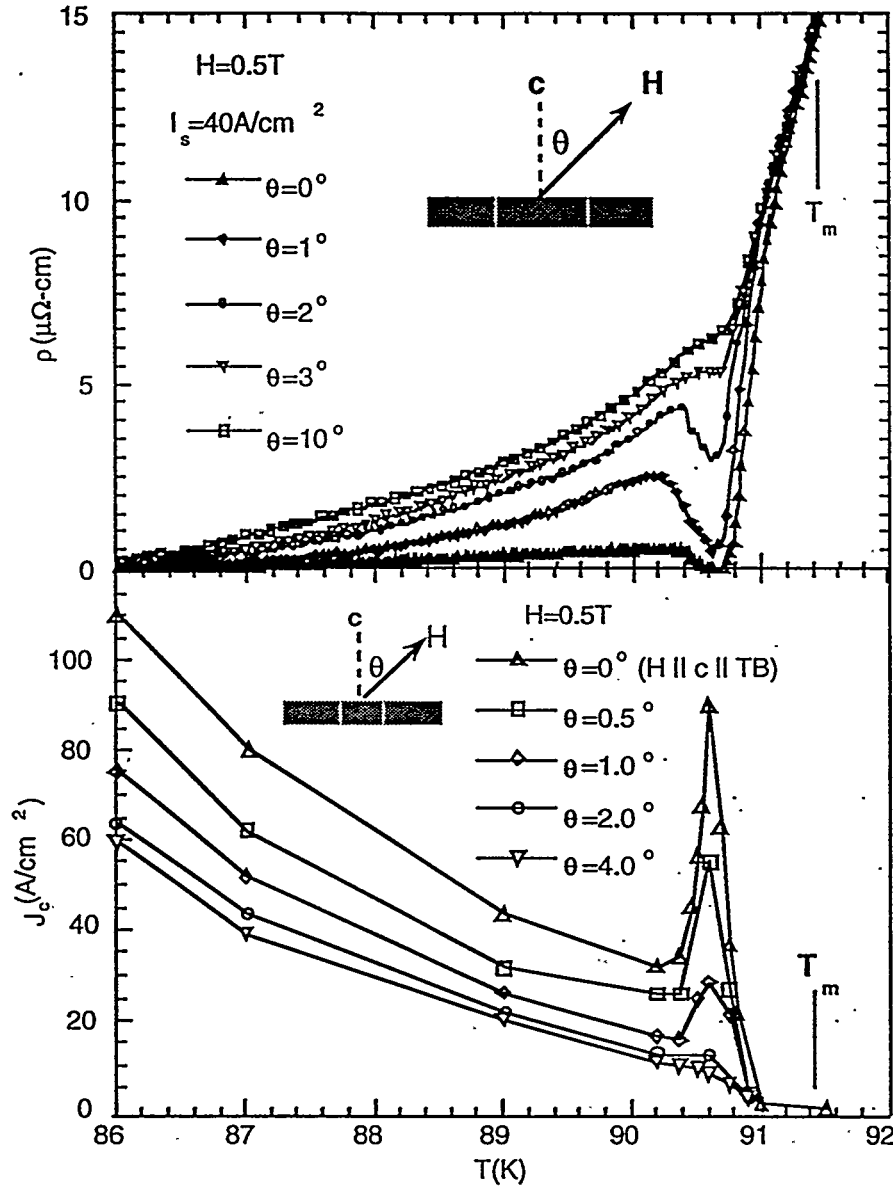 15
H=0.5T
I_s=40A/cm ²
θ=0°
θ=1°
θ=2°
θ=3°
θ=10°
c
H
θ
T_m
10
5
0
ρ (μΩ-cm)
H=0.5T
c
H
θ
θ=0° (H || c || TB)
θ=0.5°
θ=1.0°
θ=2.0°
θ=4.0°
T_m
100
80
60
40
20
0
J_c(A/cm ²)
86 87 88 89 90 91 92
T(K)